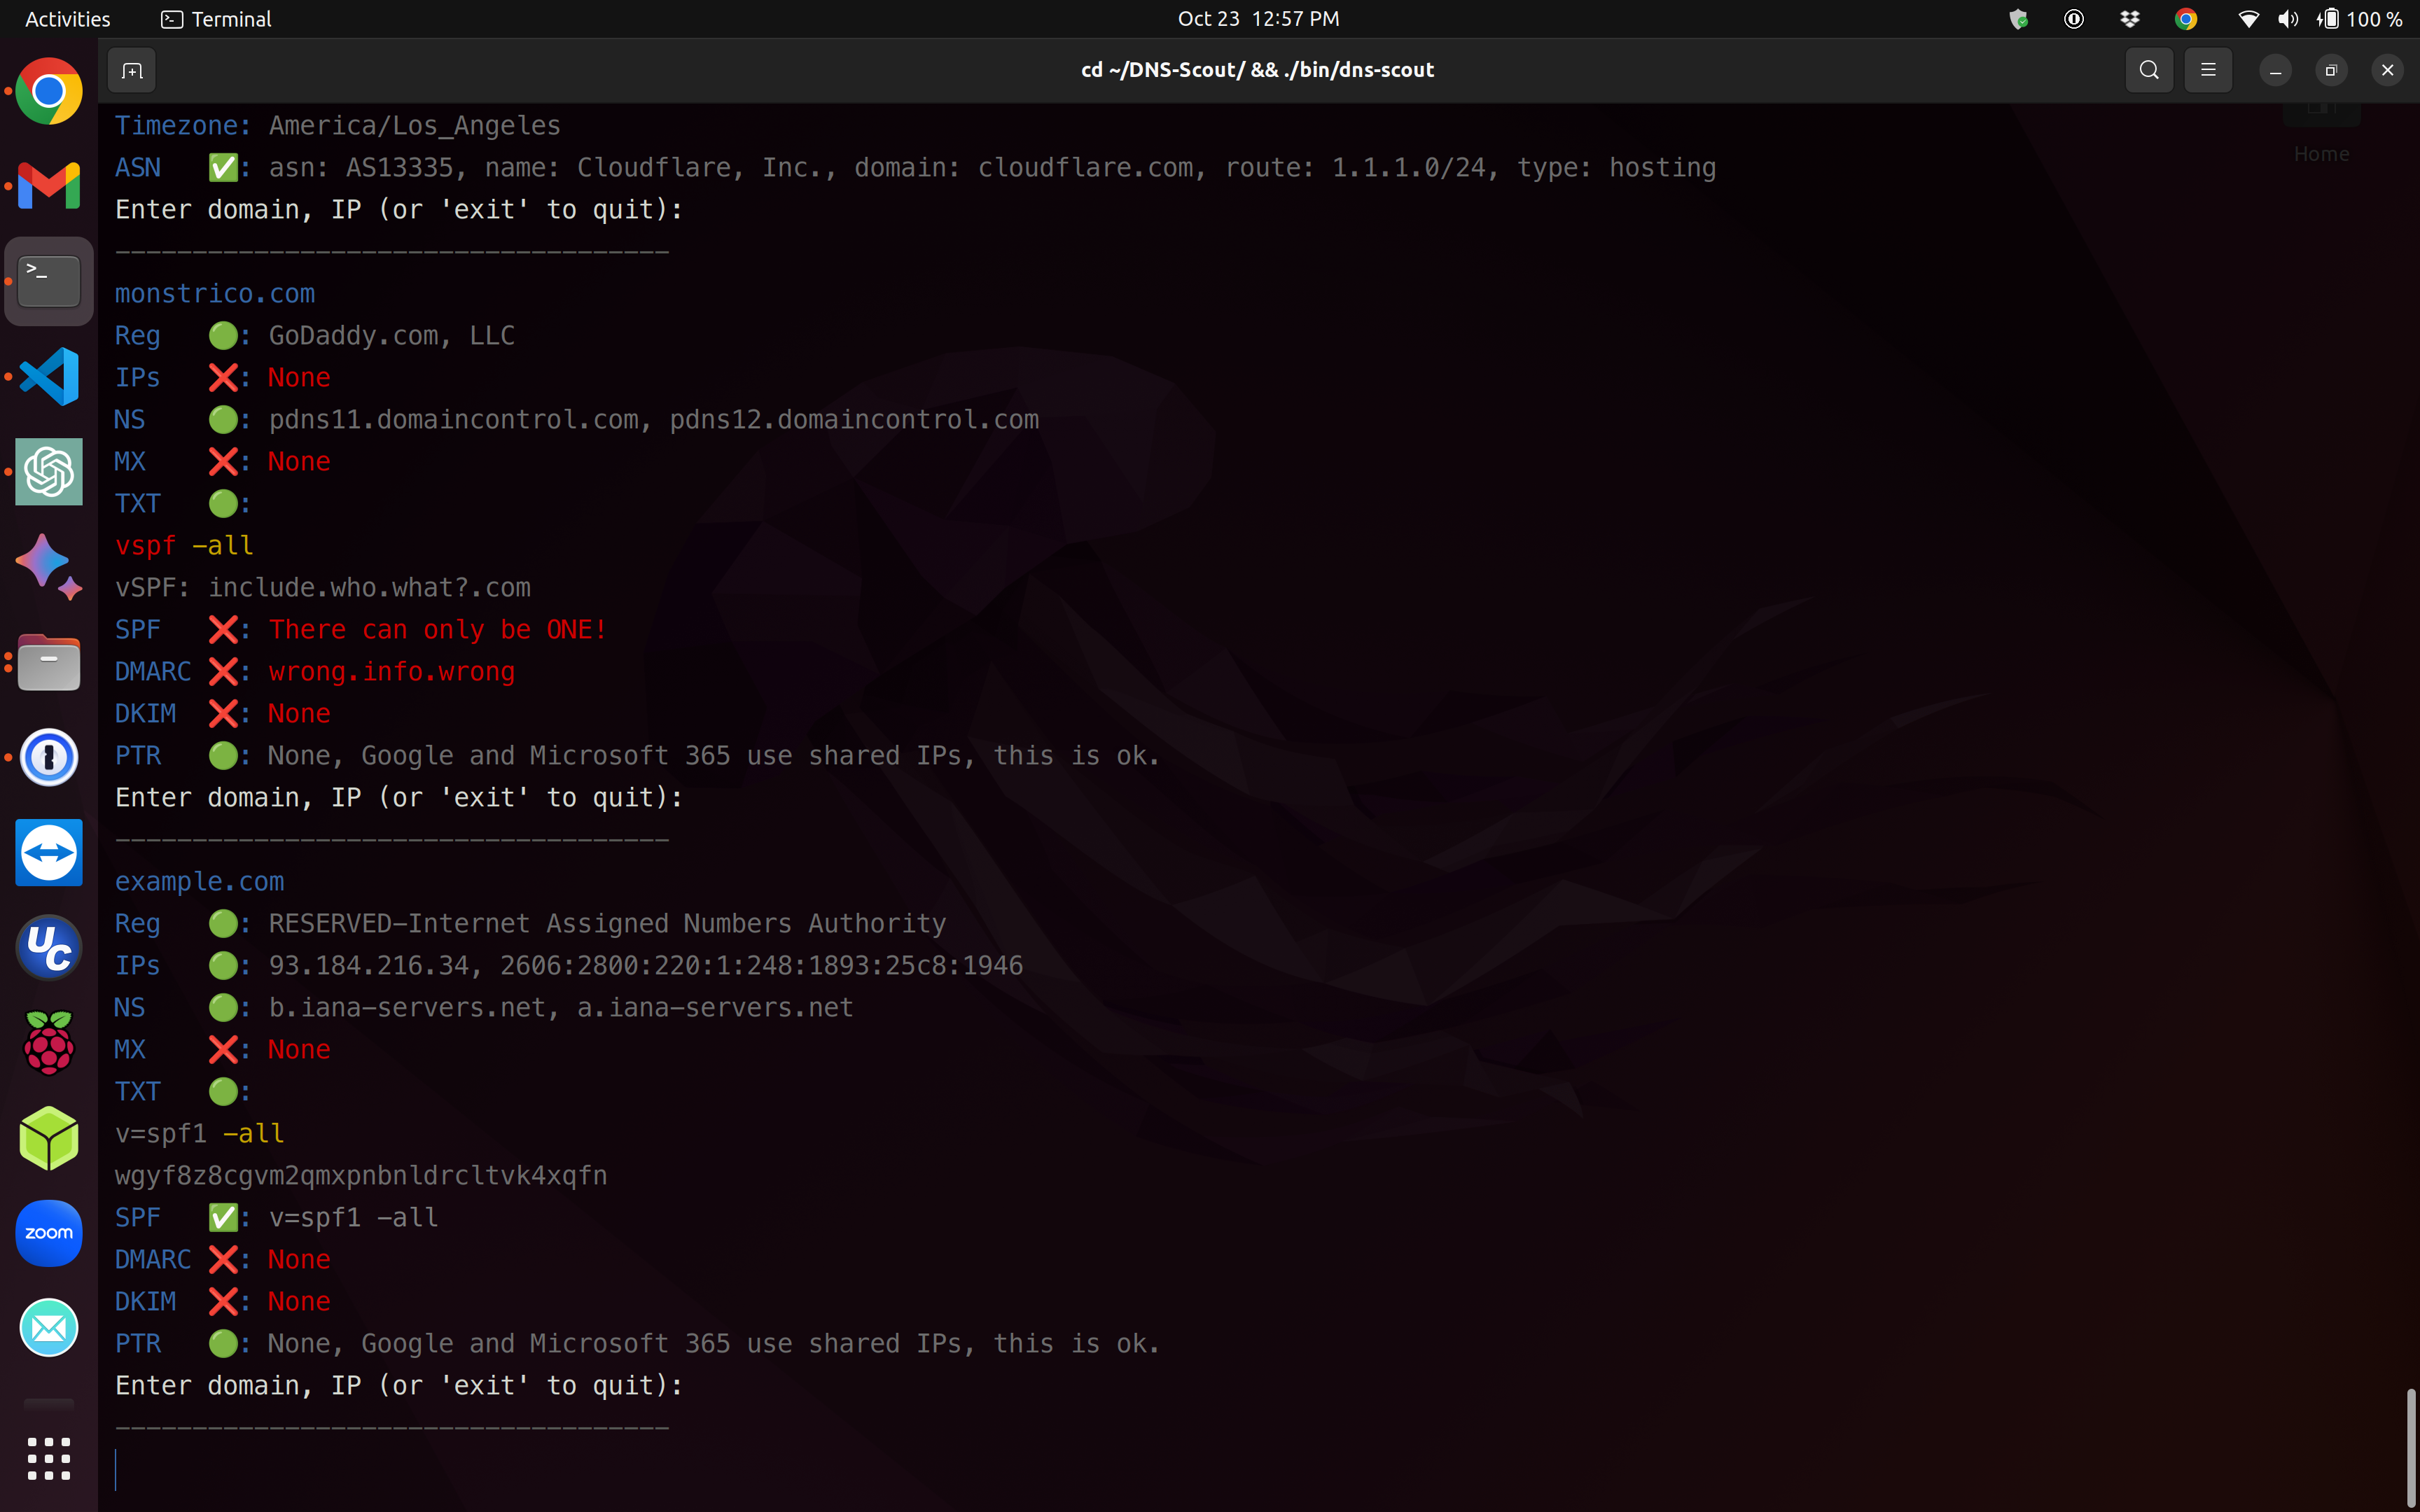 Activities Terminal Oct 23 12:57 PM 100 %
cd ~/DNS-Scout/ && ./bin/dns-scout
Home
Timezone: America/Los_Angeles
ASN ✅: asn: AS13335, name: Cloudflare, Inc., domain: cloudflare.com, route: 1.1.1.0/24, type: hosting
Enter domain, IP (or 'exit' to quit):
------------------------------------
monstrico.com
Reg 🟢: GoDaddy.com, LLC
IPs ❌: None
NS 🟢: pdns11.domaincontrol.com, pdns12.domaincontrol.com
MX ❌: None
TXT 🟢:
vspf -all
vSPF: include.who.what?.com
SPF ❌: There can only be ONE!
DMARC ❌: wrong.info.wrong
DKIM ❌: None
PTR 🟢: None, Google and Microsoft 365 use shared IPs, this is ok.
Enter domain, IP (or 'exit' to quit):
------------------------------------
example.com
Reg 🟢: RESERVED-Internet Assigned Numbers Authority
IPs 🟢: 93.184.216.34, 2606:2800:220:1:248:1893:25c8:1946
NS 🟢: b.iana-servers.net, a.iana-servers.net
MX ❌: None
TXT 🟢:
v=spf1 -all
wgyf8z8cgvm2qmxpnbnldrcltvk4xqfn
SPF ✅: v=spf1 -all
DMARC ❌: None
DKIM ❌: None
PTR 🟢: None, Google and Microsoft 365 use shared IPs, this is ok.
Enter domain, IP (or 'exit' to quit):
------------------------------------
>_
UC
zoom